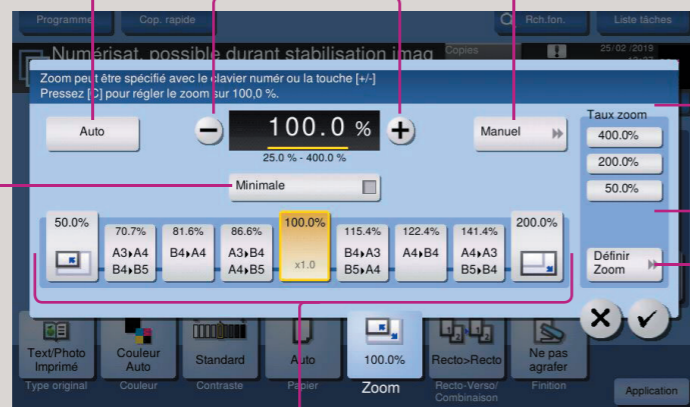 Programme
Cop. rapide
Rch.fon.
Liste tâches
Numérisat. possible durant stabilisation imag
Copies
25/02 /2019
Zoom peut être spécifié avec le clavier numér ou la touche [+/-]
Pressez [C] pour régler le zoom sur 100,0 %.
Auto
−
100.0 %
+
Manuel
25.0 % - 400.0 %
Minimale
Taux zoom
400.0%
200.0%
50.0%
Définir
Zoom
50.0%
70.7%
A3▸A4
B4▸B5
81.6%
B4▸A4
86.6%
A3▸B4
A4▸B5
100.0%
x1.0
115.4%
B4▸A3
B5▸A4
122.4%
A4▸B4
141.4%
A4▸A3
B5▸B4
200.0%
Text/Photo
Imprimé
Type original
Couleur
Auto
Couleur
Standard
Contraste
Auto
Papier
100.0%
Zoom
Recto>Recto
Recto-Verso/
Combinaison
Ne pas
agrafer
Finition
Application